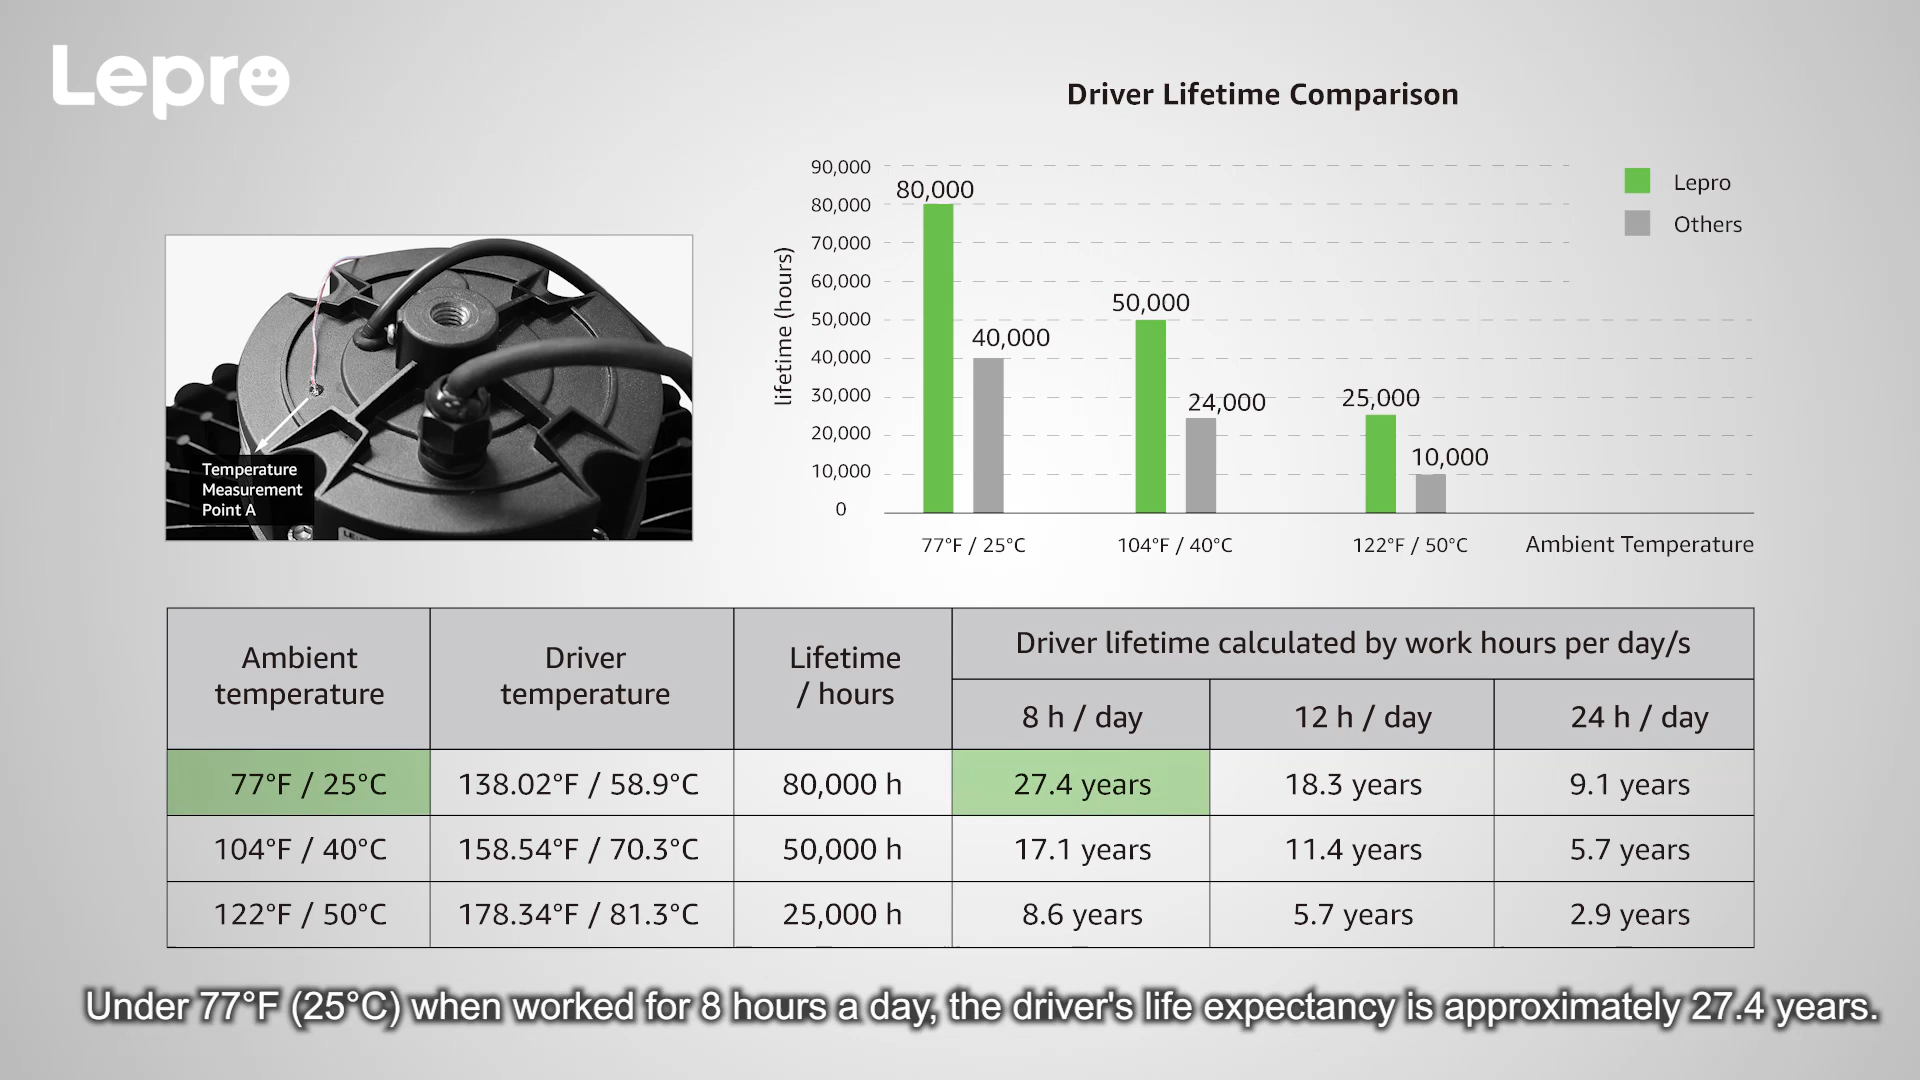 Lepro
Driver Lifetime Comparison
90,000
80,000
70,000
60,000
50,000
40,000
30,000
20,000
10,000
0
lifetime (hours)
80,000
40,000
50,000
24,000
25,000
10,000
Lepro
Others
77°F / 25°C
104°F / 40°C
122°F / 50°C
Ambient Temperature
Temperature
Measurement
Point A
Ambient
temperature
Driver
temperature
Lifetime
/ hours
Driver lifetime calculated by work hours per day/s
8 h / day
12 h / day
24 h / day
77°F / 25°C
138.02°F / 58.9°C
80,000 h
27.4 years
18.3 years
9.1 years
104°F / 40°C
158.54°F / 70.3°C
50,000 h
17.1 years
11.4 years
5.7 years
122°F / 50°C
178.34°F / 81.3°C
25,000 h
8.6 years
5.7 years
2.9 years
Under 77°F (25°C) when worked for 8 hours a day, the driver's life expectancy is approximately 27.4 years.